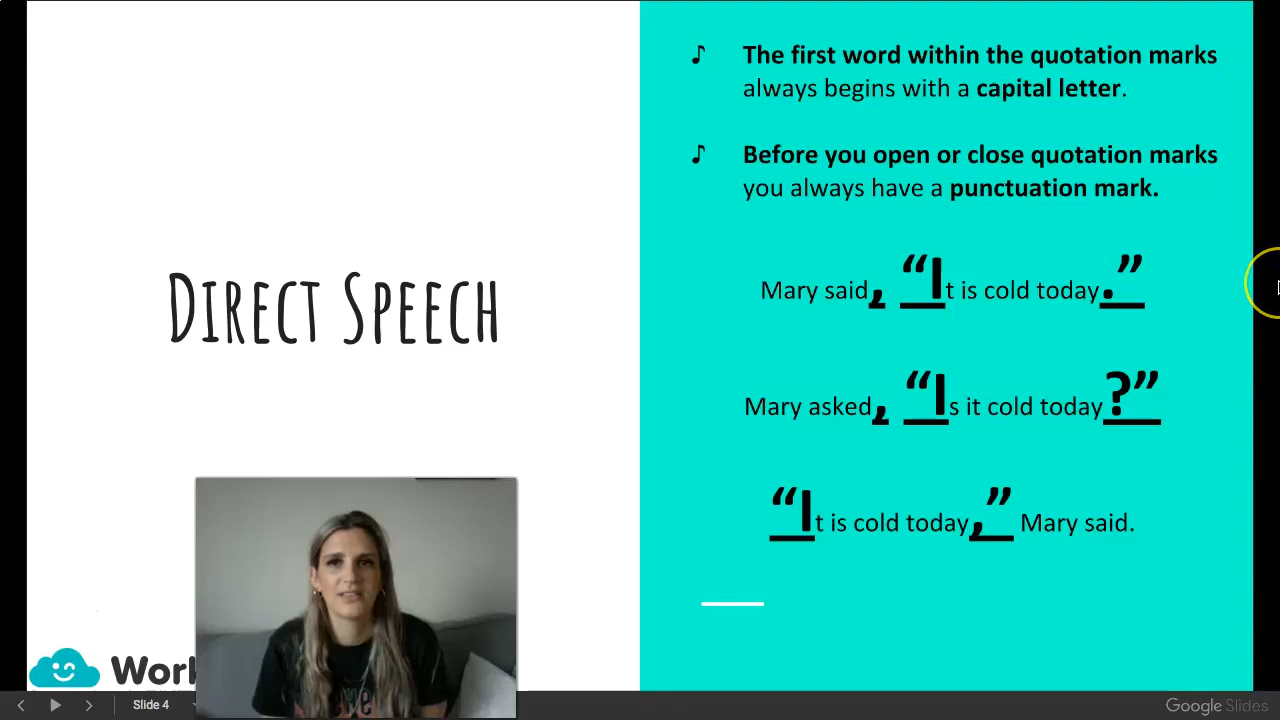 DIRECT SPEECH
♪ The first word within the quotation marks
always begins with a capital letter.
♪ Before you open or close quotation marks
you always have a punctuation mark.
Mary said, “It is cold today.”
Mary asked, “Is it cold today?”
“It is cold today,” Mary said.
Work
Slide 4
Google Slides